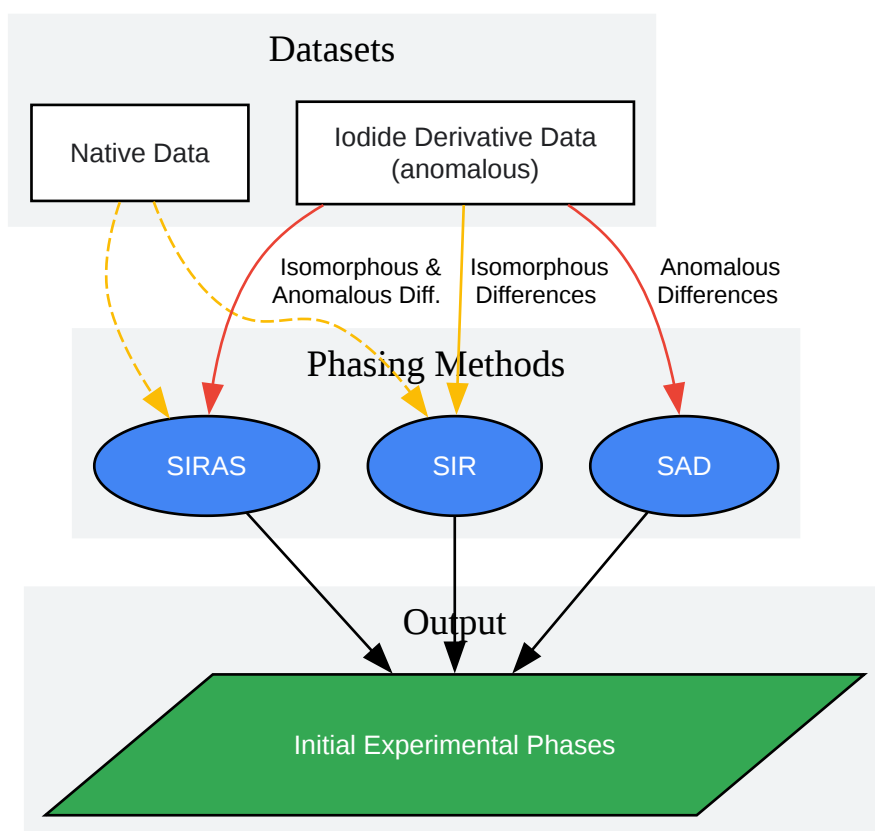 Datasets
Native Data
Iodide Derivative Data
(anomalous)
Isomorphous &
Anomalous Diff.
Isomorphous
Differences
Anomalous
Differences
Phasing Methods
SIRAS
SIR
SAD
Output
Initial Experimental Phases